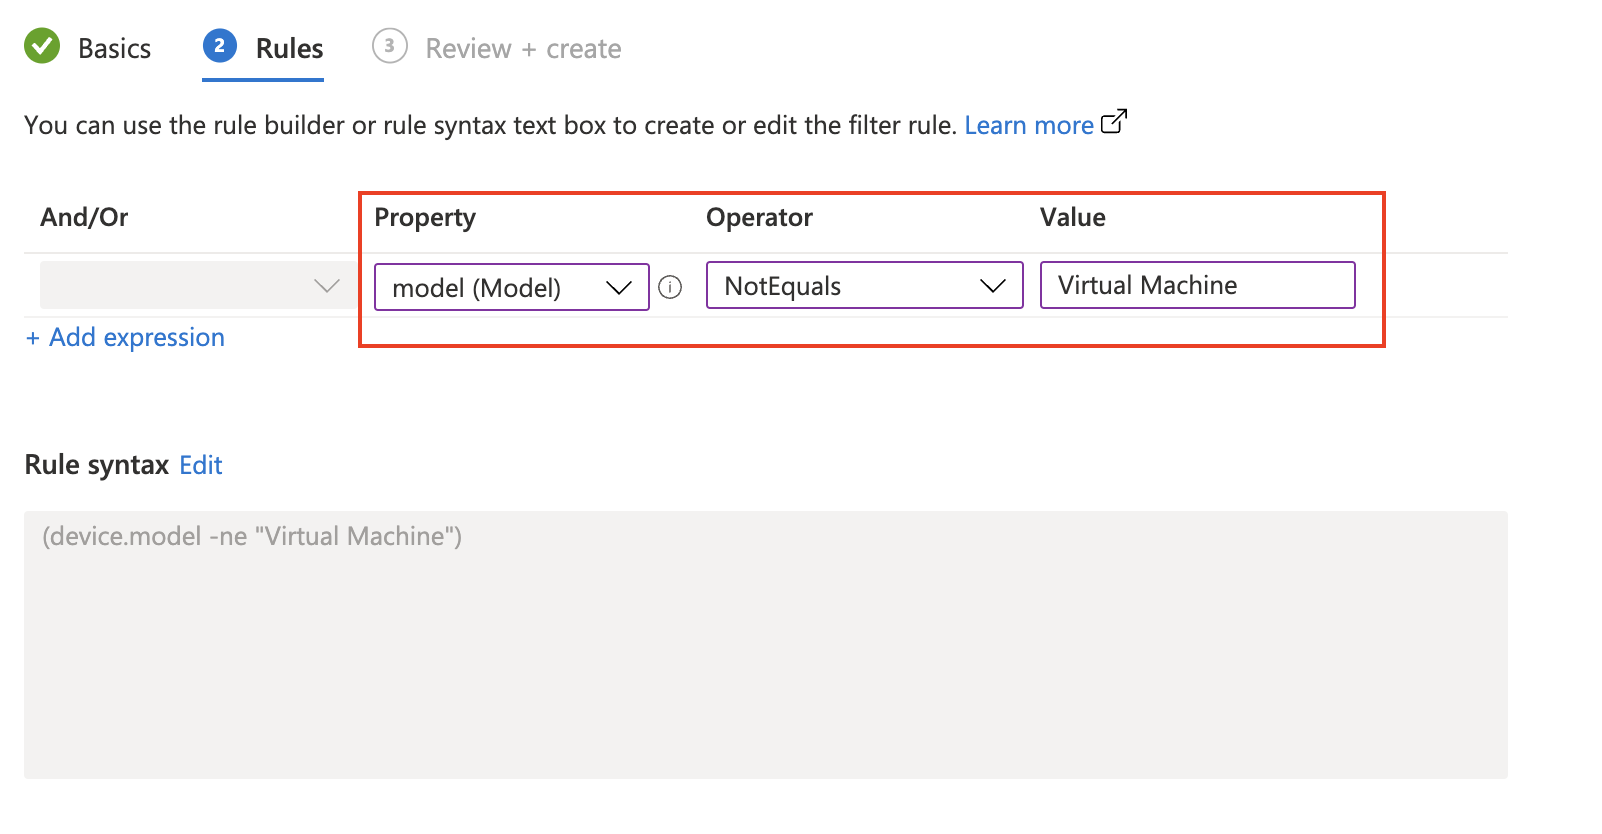 Basics 2 Rules 3 Review + create
You can use the rule builder or rule syntax text box to create or edit the filter rule. Learn more
And/Or Property Operator Value
model (Model) i NotEquals Virtual Machine
+ Add expression
Rule syntax Edit
(device.model -ne "Virtual Machine")